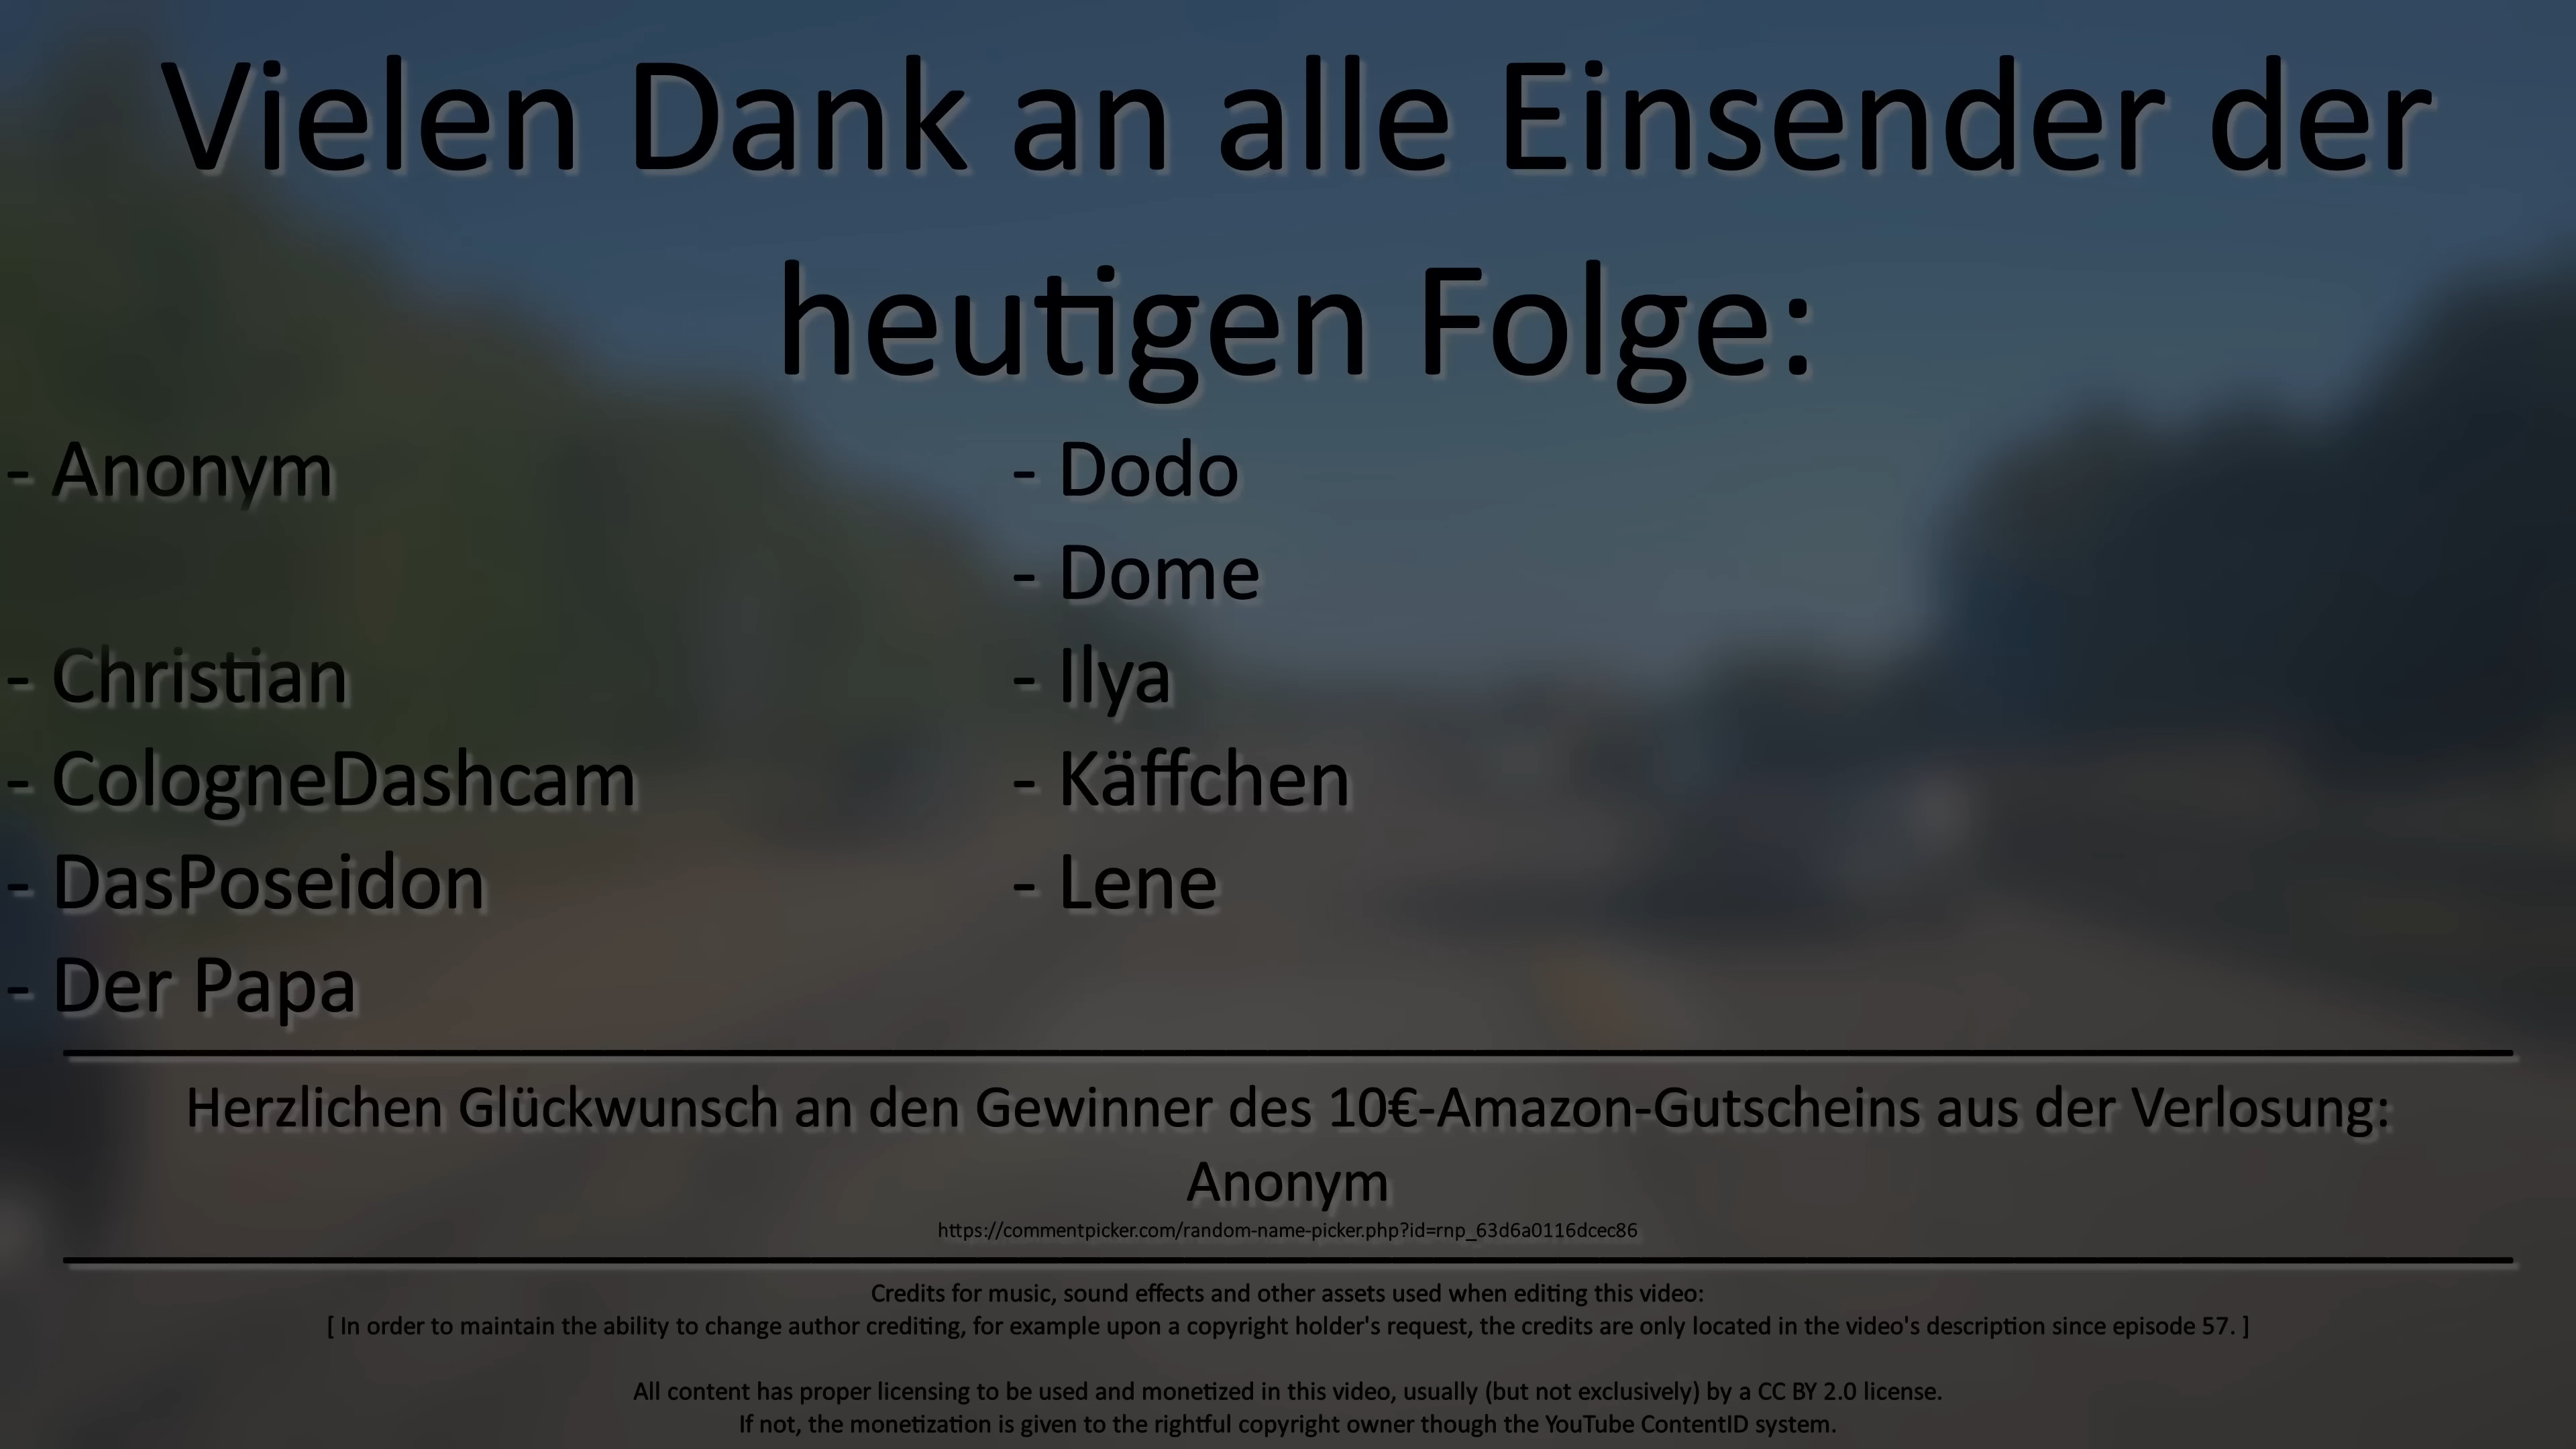 Vielen Dank an alle Einsender der
heutigen Folge:
- Anonym
- Christian
- CologneDashcam
- DasPoseidon
- Der Papa
- Dodo
- Dome
- Ilya
- Käffchen
- Lene
Herzlichen Glückwunsch an den Gewinner des 10€-Amazon-Gutscheins aus der Verlosung:
Anonym
https://commentpicker.com/random-name-picker.php?id=rnp_63d6a0116dcec86
Credits for music, sound effects and other assets used when editing this video:
[ In order to maintain the ability to change author crediting, for example upon a copyright holder's request, the credits are only located in the video's description since episode 57. ]
All content has proper licensing to be used and monetized in this video, usually (but not exclusively) by a CC BY 2.0 license.
If not, the monetization is given to the rightful copyright owner though the YouTube ContentID system.